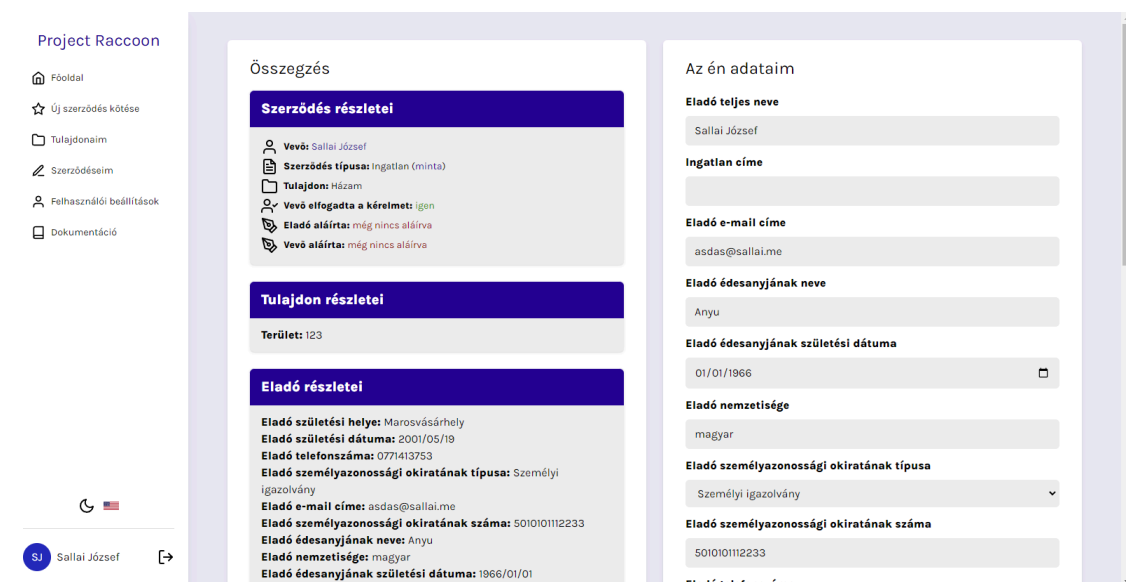 Project Raccoon
Főoldal
Új szerződés kötése
Tulajdonaim
Szerződéseim
Felhasználói beállítások
Dokumentáció
SJ
Sallai József
Összegzés
Szerződés részletei
Vevő: Sallai József
Szerződés típusa: Ingatlan (minta)
Tulajdon: Házam
Vevő elfogadta a kérelmet: igen
Eladó aláírta: még nincs aláírva
Vevő aláírta: még nincs aláírva
Tulajdon részletei
Terület: 123
Eladó részletei
Eladó születési helye: Marosvásárhely
Eladó születési dátuma: 2001/05/19
Eladó telefonszáma: 0771413753
Eladó személyazonossági okiratának típusa: Személyi
igazolvány
Eladó e-mail címe: asdas@sallai.me
Eladó személyazonossági okiratának száma: 5010101112233
Eladó édesanyjának neve: Anyu
Eladó nemzetisége: magyar
Eladó édesanyjának születési dátuma: 1966/01/01
Az én adataim
Eladó teljes neve
Sallai József
Ingatlan címe
Eladó e-mail címe
asdas@sallai.me
Eladó édesanyjának neve
Anyu
Eladó édesanyjának születési dátuma
01/01/1966
Eladó nemzetisége
magyar
Eladó személyazonossági okiratának típusa
Személyi igazolvány
Eladó személyazonossági okiratának száma
5010101112233